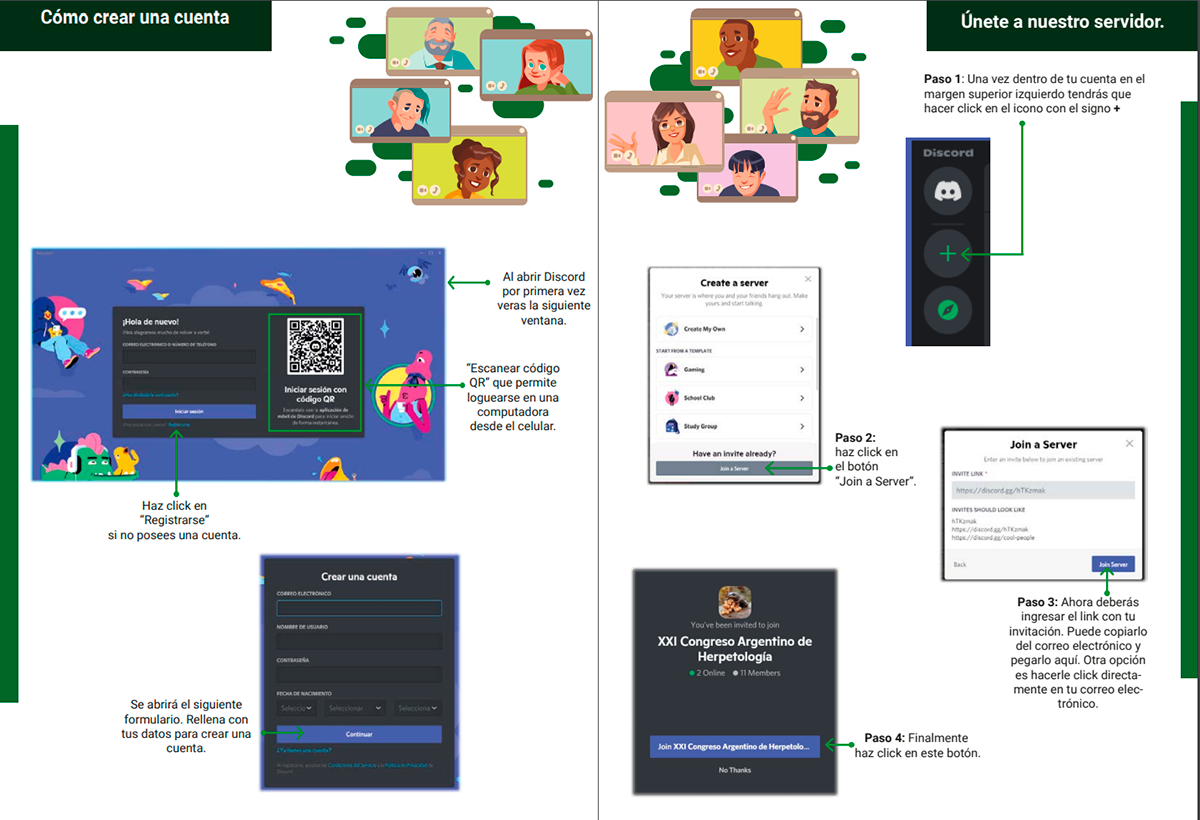 Cómo crear una cuenta
Al abrir Discord
por primera vez
veras la siguiente
ventana.
¡Hola de nuevo!
¡Nos alegramos mucho de volver a verte!
CORREO ELECTRÓNICO O NÚMERO DE TELÉFONO
CONTRASEÑA
Iniciar sesión
Registrarse
Iniciar sesión con
código QR
Escanéalo con la aplicación de
móvil de Discord para iniciar sesión
de forma instantánea.
“Escanear código
QR” que permite
loguearse en una
computadora
desde el celular.
Haz click en
“Registrarse”
si no posees una cuenta.
Crear una cuenta
CORREO ELECTRÓNICO
NOMBRE DE USUARIO
CONTRASEÑA
FECHA DE NACIMIENTO
Seleccio
Seleccionar
Selecciona
Continuar
¿Ya tienes una cuenta?
Al registrarte, aceptas las Condiciones del Servicio y la Política de Privacidad de
Discord
Se abrirá el siguiente
formulario. Rellena con
tus datos para crear una
cuenta.
Únete a nuestro servidor.
Paso 1: Una vez dentro de tu cuenta en el
margen superior izquierdo tendrás que
hacer click en el icono con el signo +
DISCORD
Create a server
Your server is where you and your friends hang out. Make
yours and start talking.
Create My Own
START FROM A TEMPLATE
Gaming
School Club
Study Group
Have an invite already?
Join a Server
Paso 2:
haz click en
el botón
“Join a Server”.
Join a Server
Enter an invite below to join an existing server
INVITE LINK *
https://discord.gg/hTKzmak
INVITES SHOULD LOOK LIKE
hTKzmak
https://discord.gg/hTKzmak
https://discord.gg/cool-people
Back
Join Server
Paso 3: Ahora deberás
ingresar el link con tu
invitación. Puede copiarlo
del correo electrónico y
pegarlo aquí. Otra opción
es hacerle click directa-
mente en tu correo elec-
trónico.
You've been invited to join
XXI Congreso Argentino de
Herpetología
2 Online 11 Members
Join XXI Congreso Argentino de Herpetolo...
No Thanks
Paso 4: Finalmente
haz click en este botón.